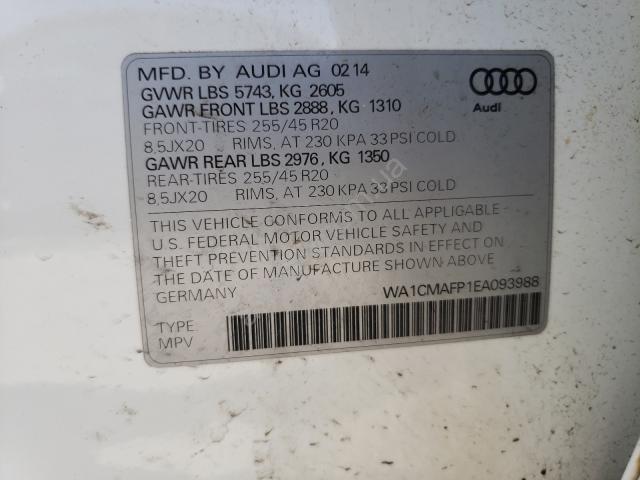 MFD. BY AUDI AG 02 14
GVWR LBS 5743, KG 2605
GAWR FRONT LBS 2888, KG 1310
FRONT-TIRES 255/45 R20
8,5JX20 RIMS, AT 230 KPA 33 PSI COLD
GAWR REAR LBS 2976, KG 1350
REAR-TIRES 255/45 R20
8,5JX20 RIMS, AT 230 KPA 33 PSI COLD
Audi
THIS VEHICLE CONFORMS TO ALL APPLICABLE
U.S. FEDERAL MOTOR VEHICLE SAFETY AND
THEFT PREVENTION STANDARDS IN EFFECT ON
THE DATE OF MANUFACTURE SHOWN ABOVE
GERMANY
WA1CMAFP1EA093988
TYPE:
MPV